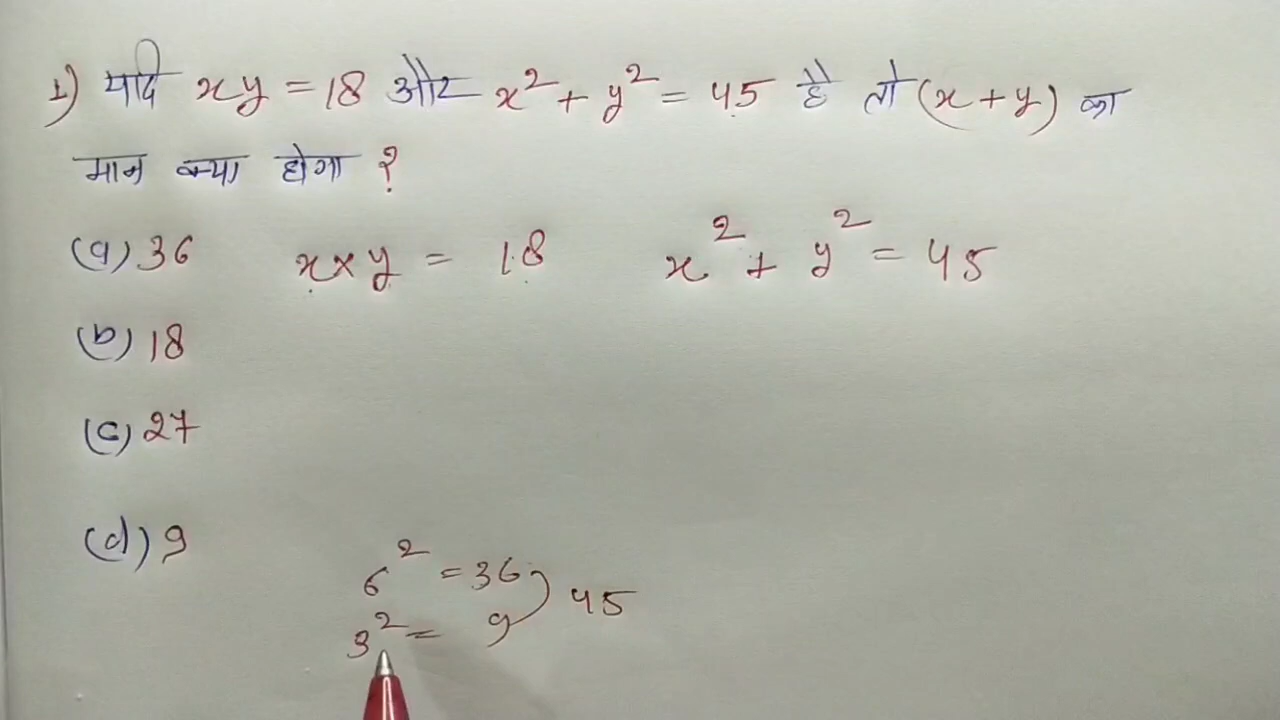 1) यदि xy = 18 और x² + y² = 45 है तो (x + y) का
मान क्या होगा ?
(a) 36
x × y = 18
x² + y² = 45
(b) 18
(c) 27
(d) 9
6² = 36
3² = 9
) 45